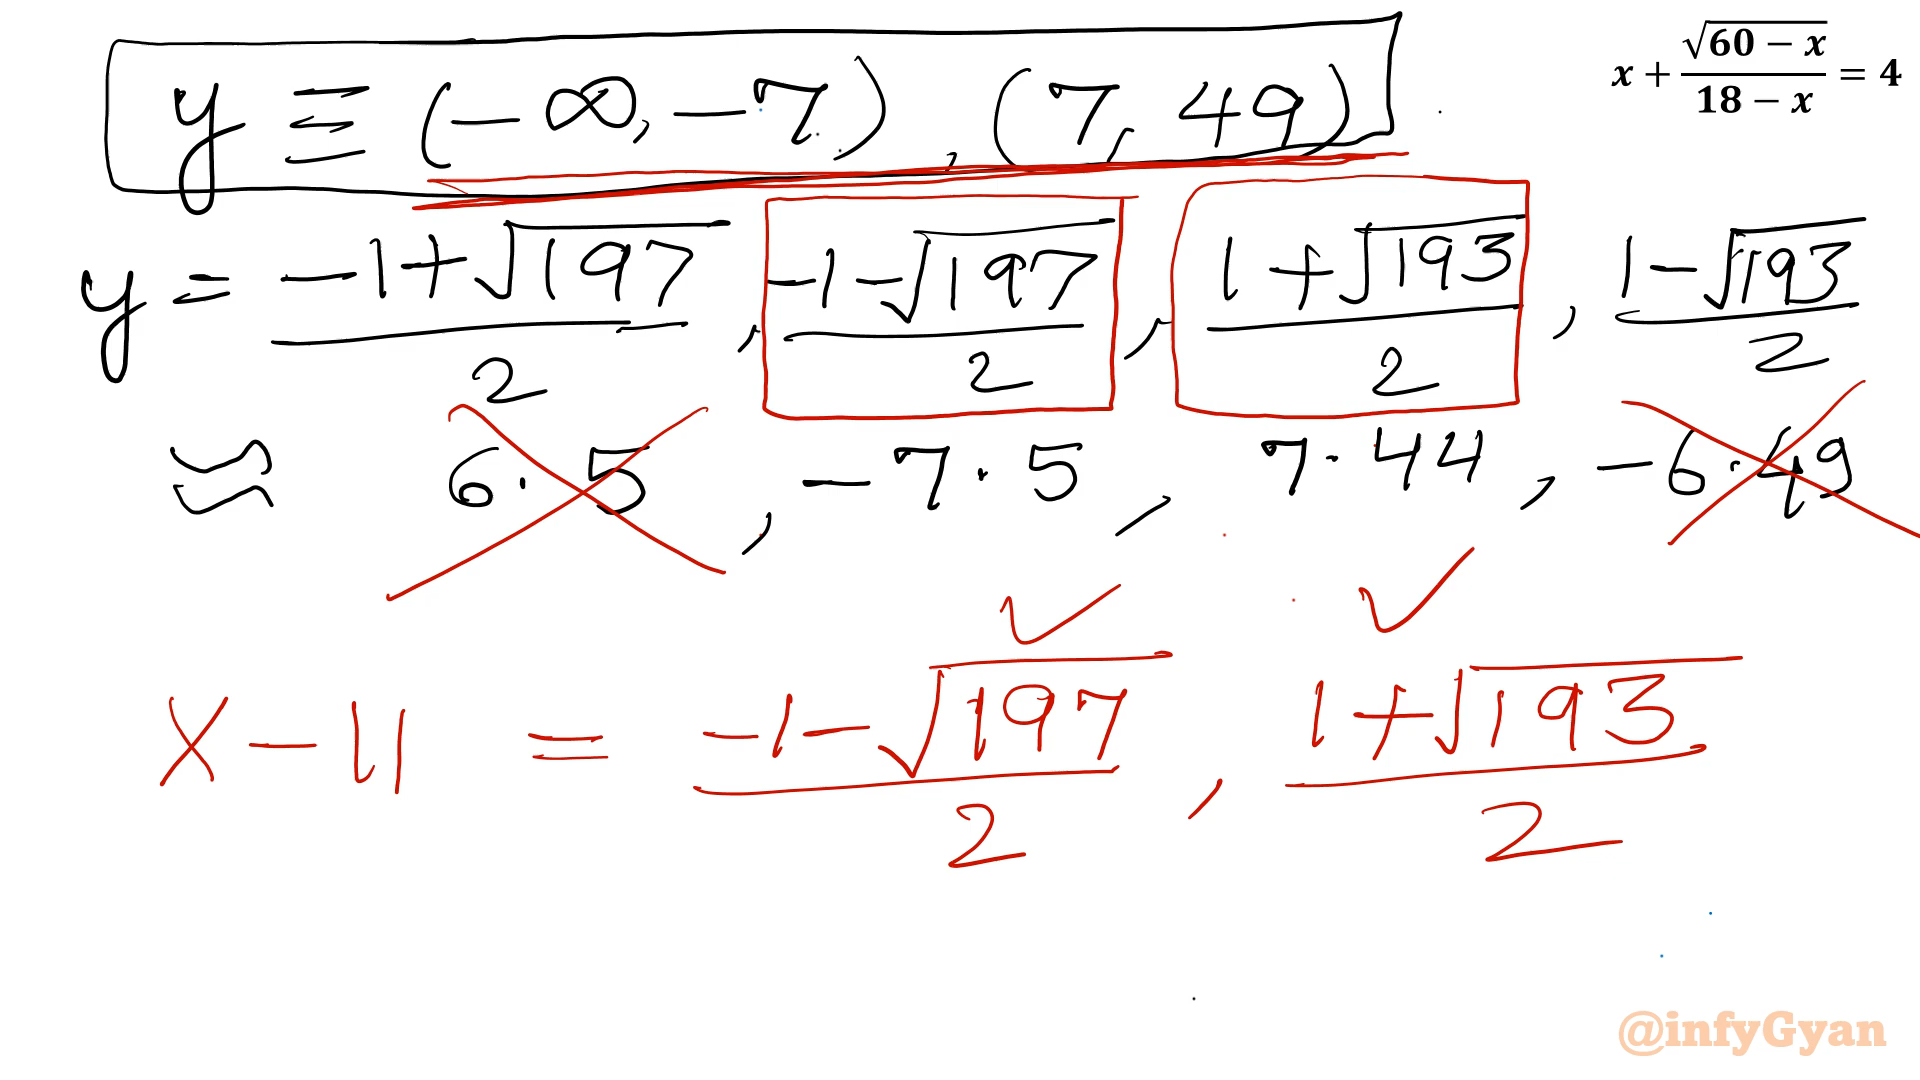 x + √(60 − x)/(18 − x) = 4
y ≡ (−∞, −7), (7, 49)
y = (−1+√197)/2, (−1−√197)/2, (1+√193)/2, (1−√193)/2
≈ 6.5, −7.5, 7.44, −6.49
x − 11 = (−1−√197)/2, (1+√193)/2
@infyGyan